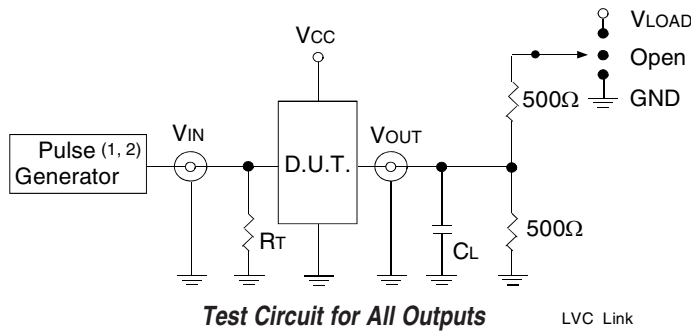 VLOAD
VCC
Open
500Ω
GND
Pulse (1, 2)
Generator
VIN
D.U.T.
VOUT
RT
CL
500Ω
Test Circuit for All Outputs
LVC Link